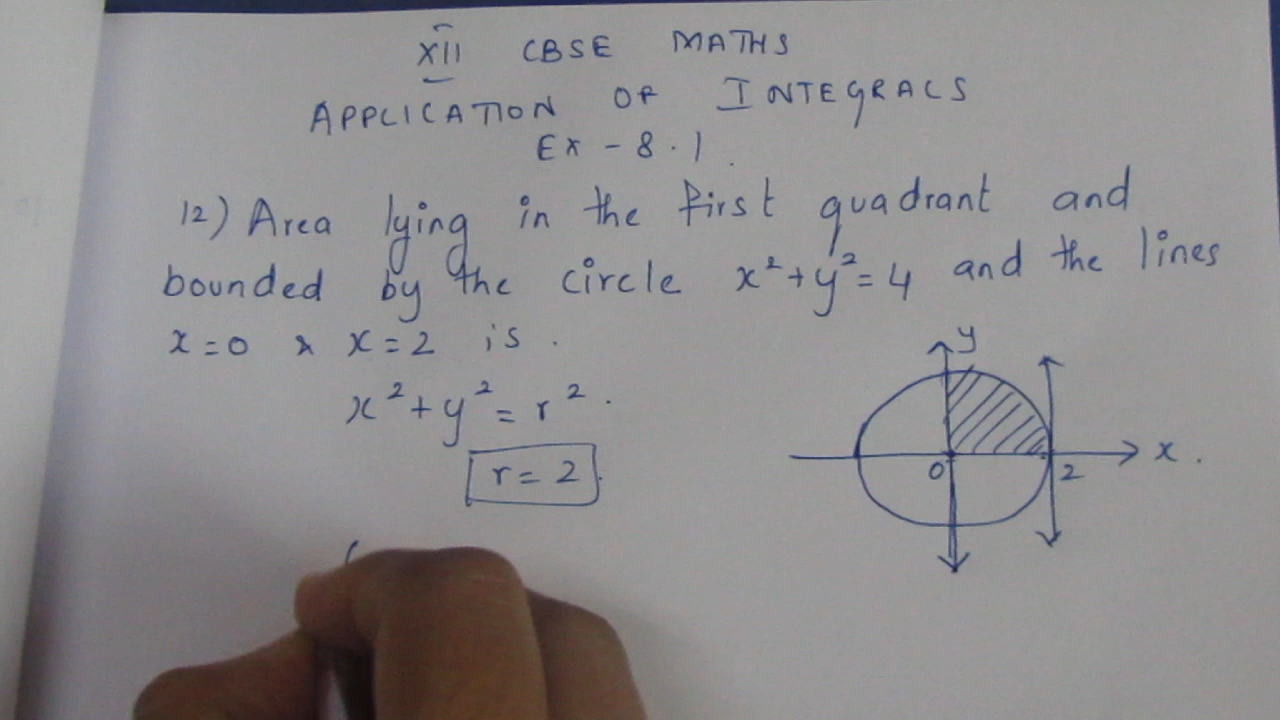 XII CBSE MATHS
APPLICATION OF INTEGRALS
EX - 8.1.
12) Area lying in the first quadrant and
bounded by the circle x²+y²=4 and the lines
x=0 & x=2 is.
x²+y²=r².
r=2.
y
0
2
x.